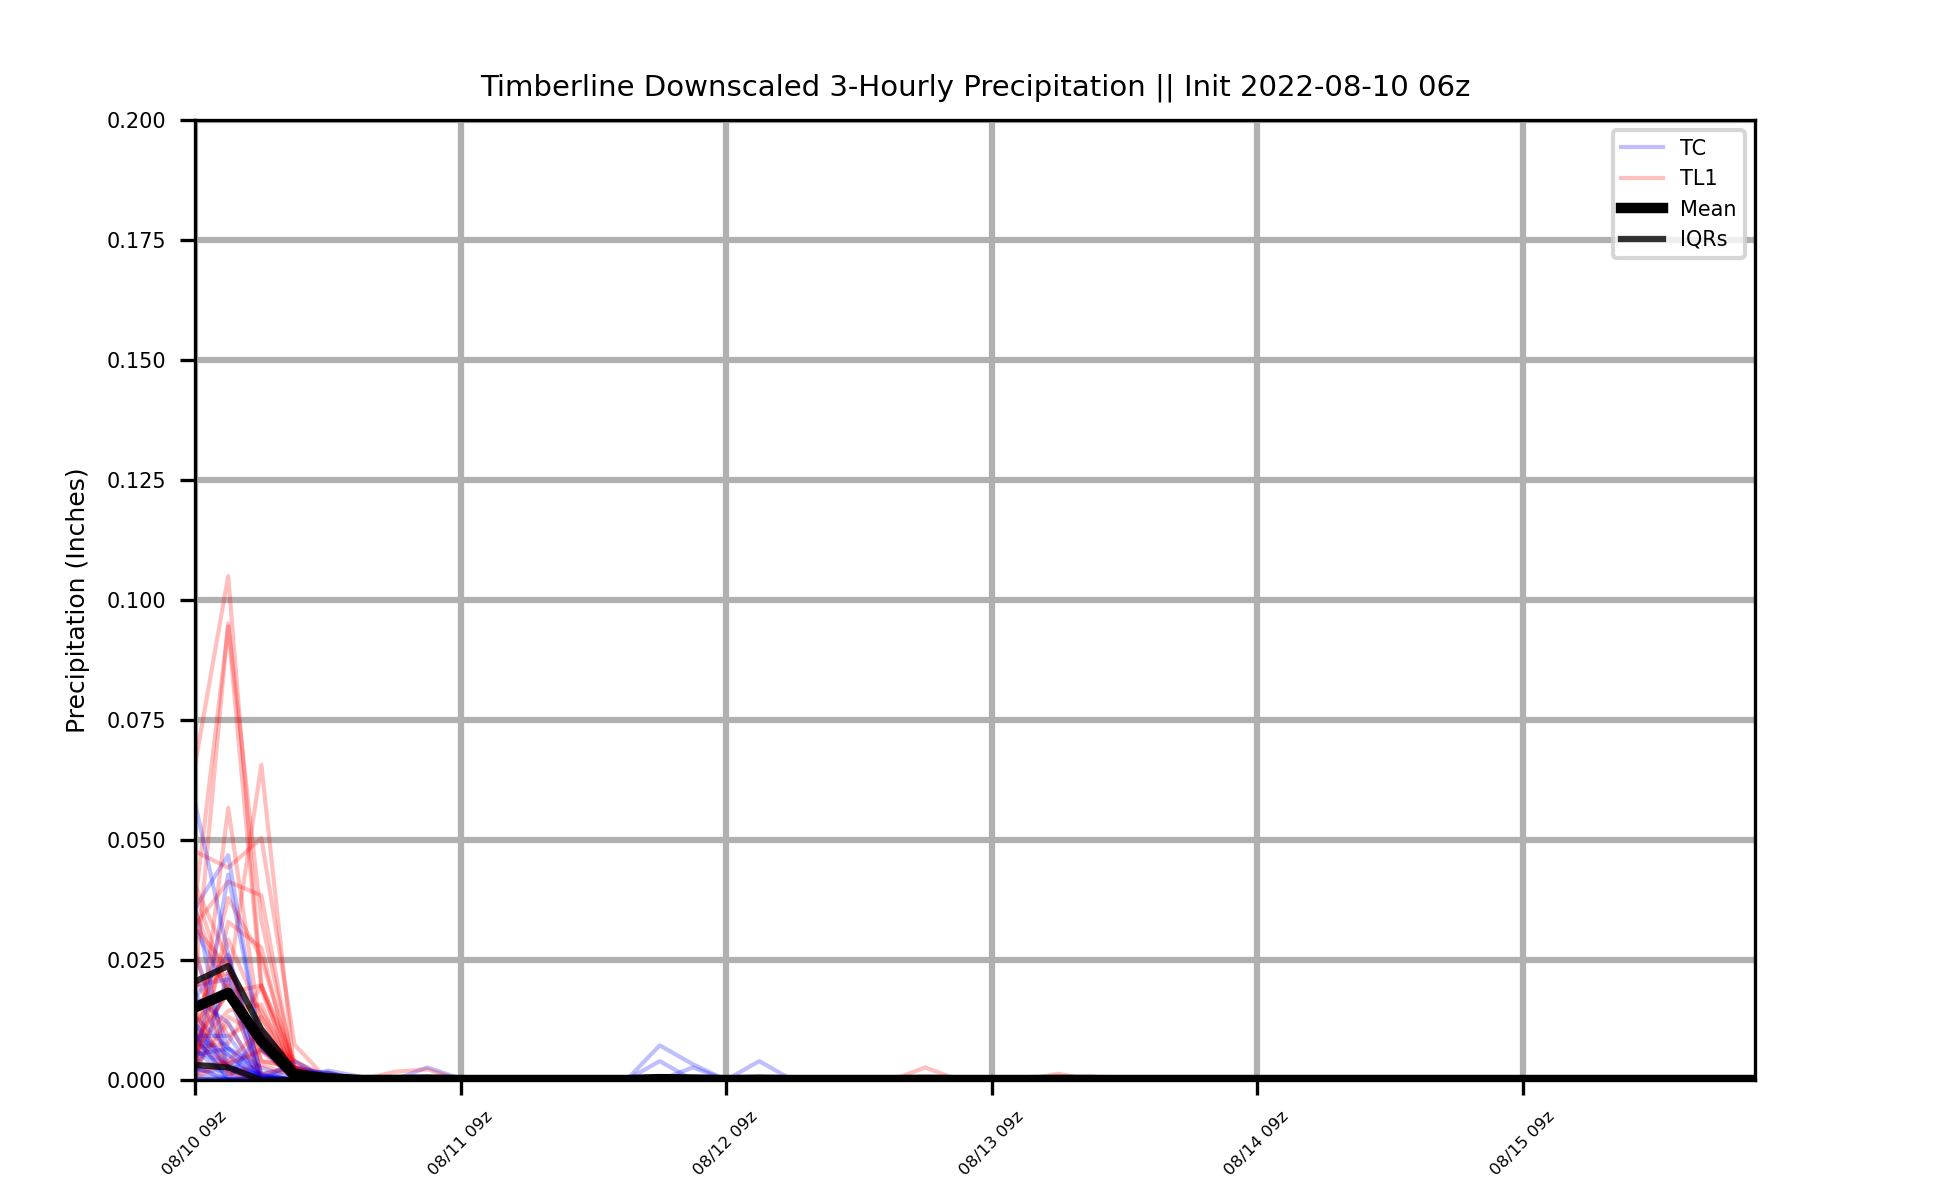 Timberline Downscaled 3-Hourly Precipitation || Init 2022-08-10 06z
TC
TL1
Mean
IQRs
Precipitation (Inches)
0.200
0.175
0.150
0.125
0.100
0.075
0.050
0.025
0.000
08/10 09z
08/11 09z
08/12 09z
08/13 09z
08/14 09z
08/15 09z